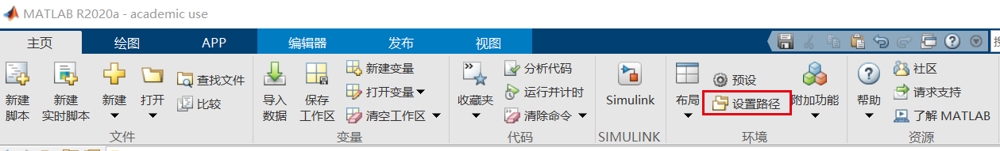 MATLAB R2020a - academic use
主页 绘图 APP 编辑器 发布 视图
新建脚本
新建实时脚本
新建
打开
查找文件
比较
文件
导入数据
保存工作区
新建变量
打开变量
清空工作区
变量
收藏夹
分析代码
运行并计时
清除命令
代码
Simulink
SIMULINK
布局
预设
设置路径
附加功能
环境
帮助
社区
请求支持
了解 MATLAB
资源